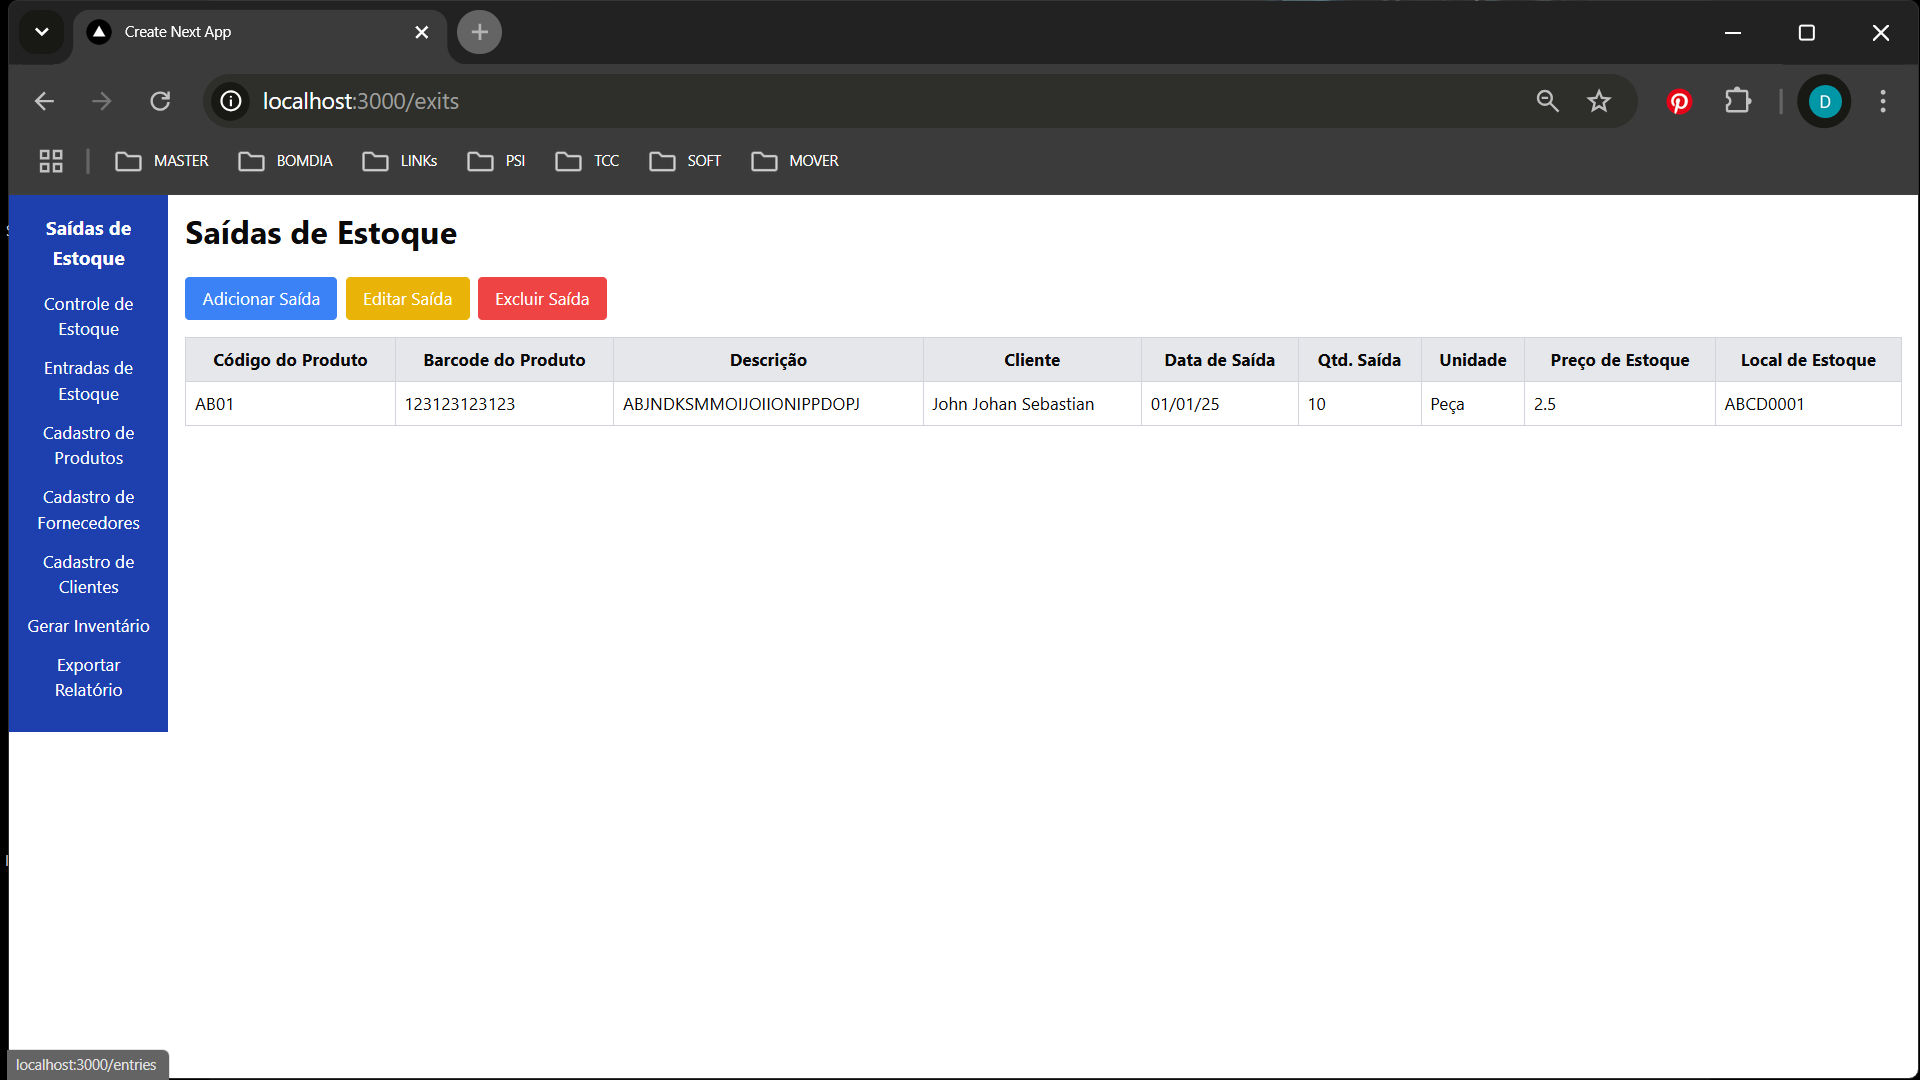 Create Next App
localhost:3000/exits
D
MASTER BOMDIA LINKs PSI TCC SOFT MOVER
Saídas de
Estoque
Controle de
Estoque
Entradas de
Estoque
Cadastro de
Produtos
Cadastro de
Fornecedores
Cadastro de
Clientes
Gerar Inventário
Exportar
Relatório
Saídas de Estoque
Adicionar Saída Editar Saída Excluir Saída
Código do Produto Barcode do Produto Descrição Cliente Data de Saída Qtd. Saída Unidade Preço de Estoque Local de Estoque
AB01 123123123123 ABJNDKSMMOIJOIIONIPPDOPJ John Johan Sebastian 01/01/25 10 Peça 2.5 ABCD0001
localhost:3000/entries